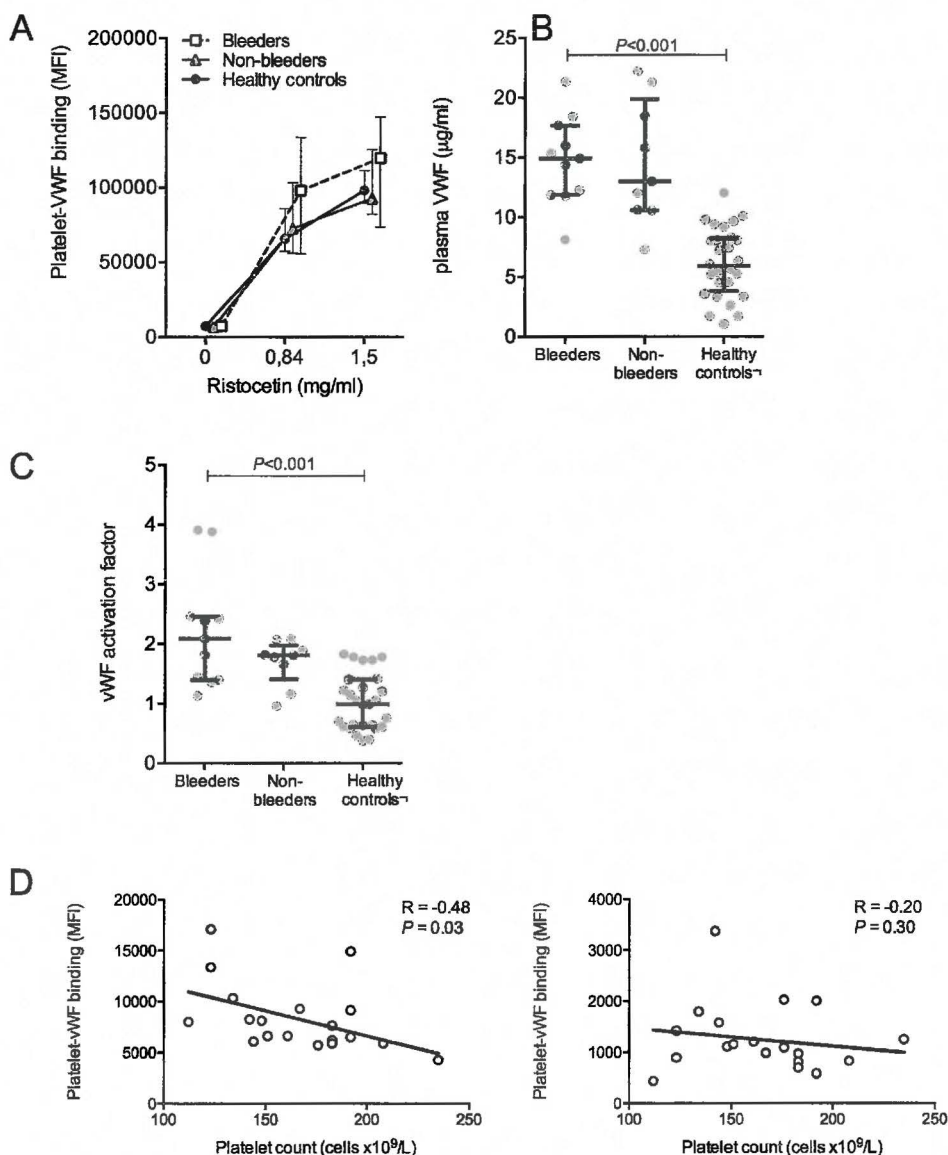 A
Platelet-VWF binding (MFI)
200000
150000
100000
50000
0
Bleeders
Non-bleeders
Healthy controls
0
0,84
1,5
Ristocetin (mg/ml)
B
plasma VWF (µg/ml)
25
20
15
10
5
0
P<0.001
Bleeders
Non-
bleeders
Healthy
controls¬
C
vWF activation factor
5
4
3
2
1
0
P<0.001
Bleeders
Non-
bleeders
Healthy
controls¬
D
Platelet-vWF binding (MFI)
20000
15000
10000
5000
0
R = -0.48
P = 0.03
100
150
200
250
Platelet count (cells x10⁹/L)
Platelet-vWF binding (MFI)
4000
3000
2000
1000
0
R = -0.20
P = 0.30
100
150
200
250
Platelet count (cells x10⁹/L)